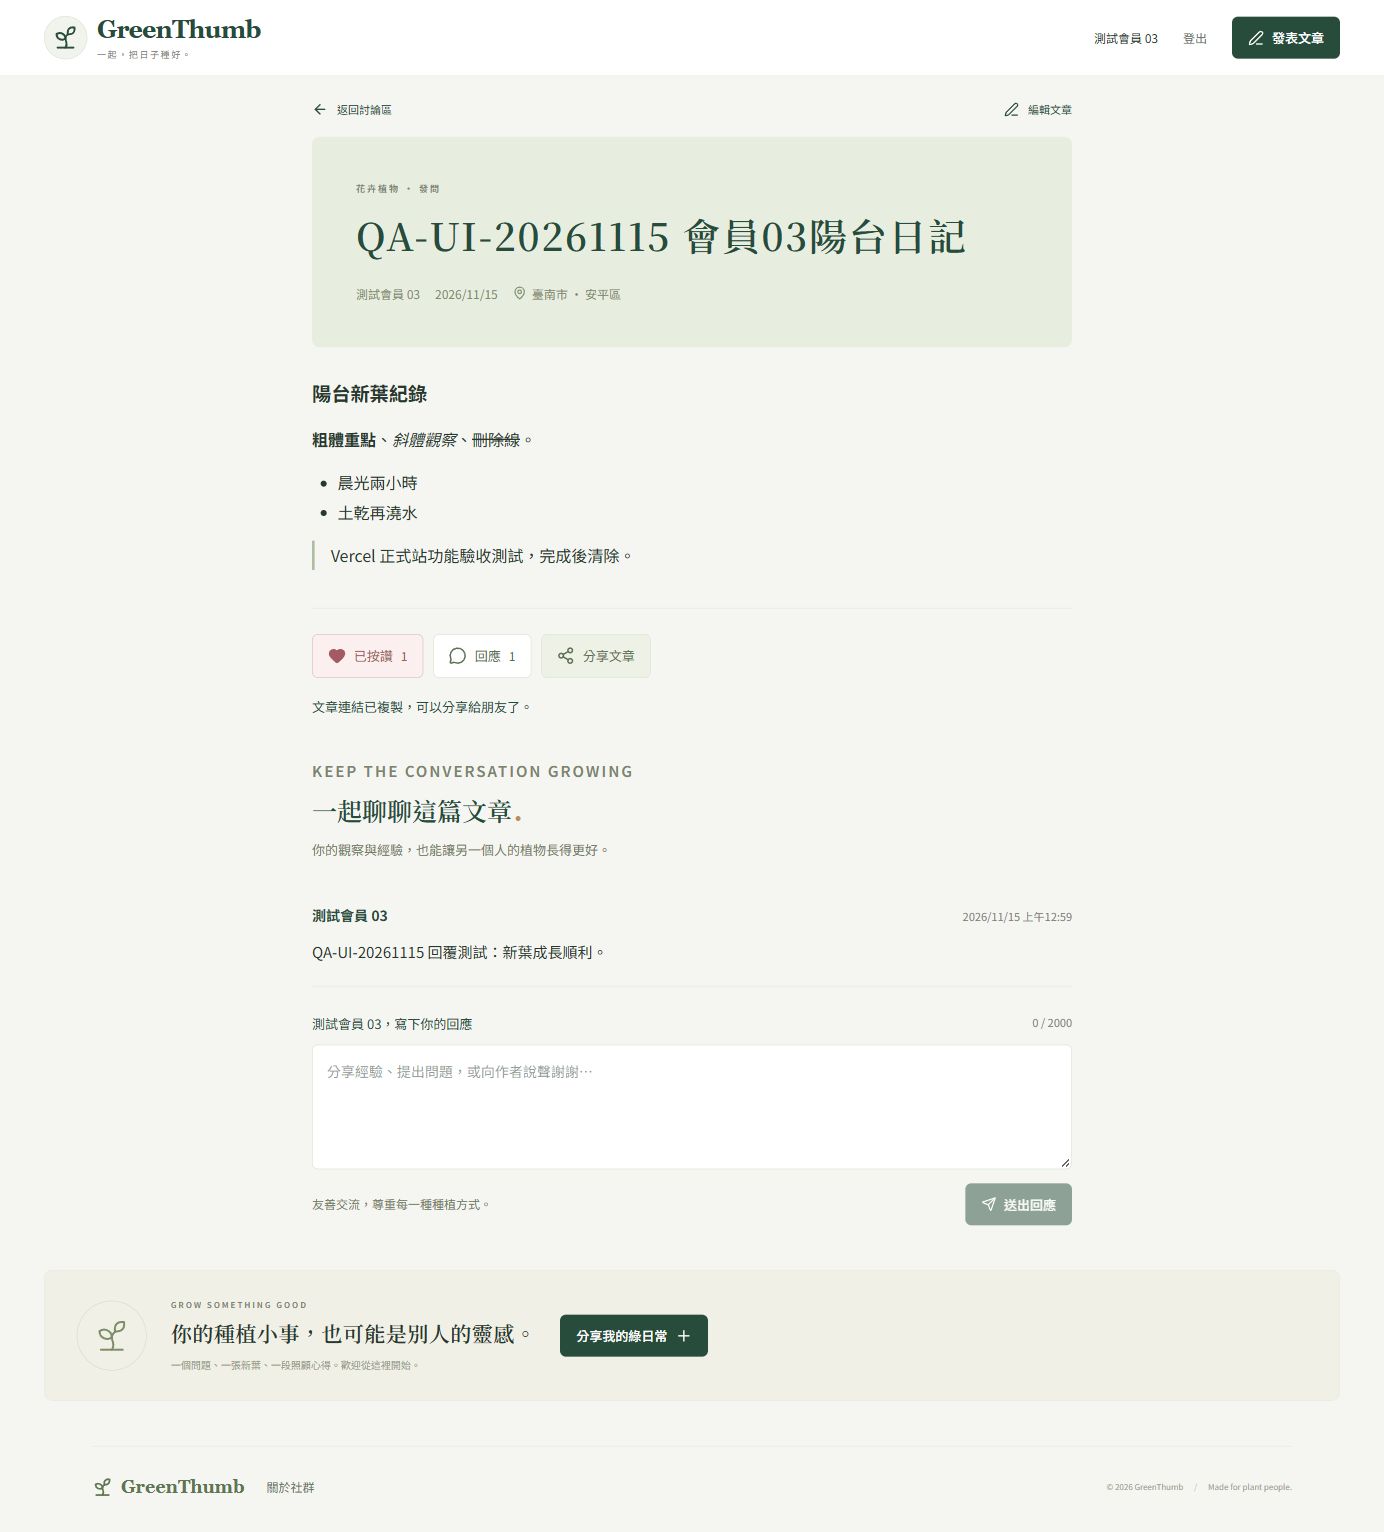 GreenThumb
一起，把日子種好。
測試會員 03
登出
發表文章
返回討論區
編輯文章
花卉植物 · 發問
QA-UI-20261115 會員03陽台日記
測試會員 03 2026/11/15 臺南市 · 安平區
陽台新葉紀錄
粗體重點、斜體觀察、刪除線。
• 晨光兩小時
• 土乾再澆水
Vercel 正式站功能驗收測試，完成後清除。
已按讚 1
回應 1
分享文章
文章連結已複製，可以分享給朋友了。
KEEP THE CONVERSATION GROWING
一起聊聊這篇文章.
你的觀察與經驗，也能讓另一個人的植物長得更好。
測試會員 03
2026/11/15 上午12:59
QA-UI-20261115 回覆測試：新葉成長順利。
測試會員 03，寫下你的回應
0 / 2000
分享經驗、提出問題，或向作者說聲謝謝…
友善交流，尊重每一種種植方式。
送出回應
GROW SOMETHING GOOD
你的種植小事，也可能是別人的靈感。
一個問題、一張新葉、一段照顧心得。歡迎從這裡開始。
分享我的綠日常 +
GreenThumb
關於社群
© 2026 GreenThumb / Made for plant people.